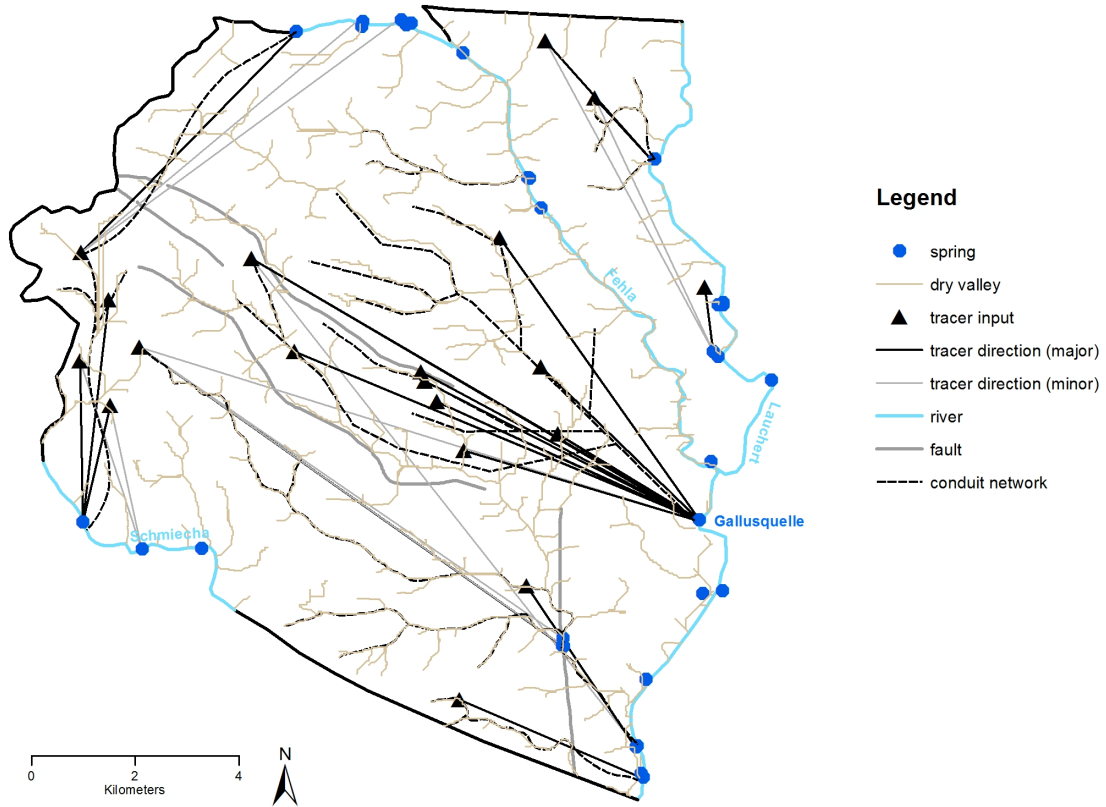 Legend
spring
dry valley
tracer input
tracer direction (major)
tracer direction (minor)
river
fault
conduit network
Fehla
Lauchert
Gallusquelle
Schmiecha
0 2 4
Kilometers
N